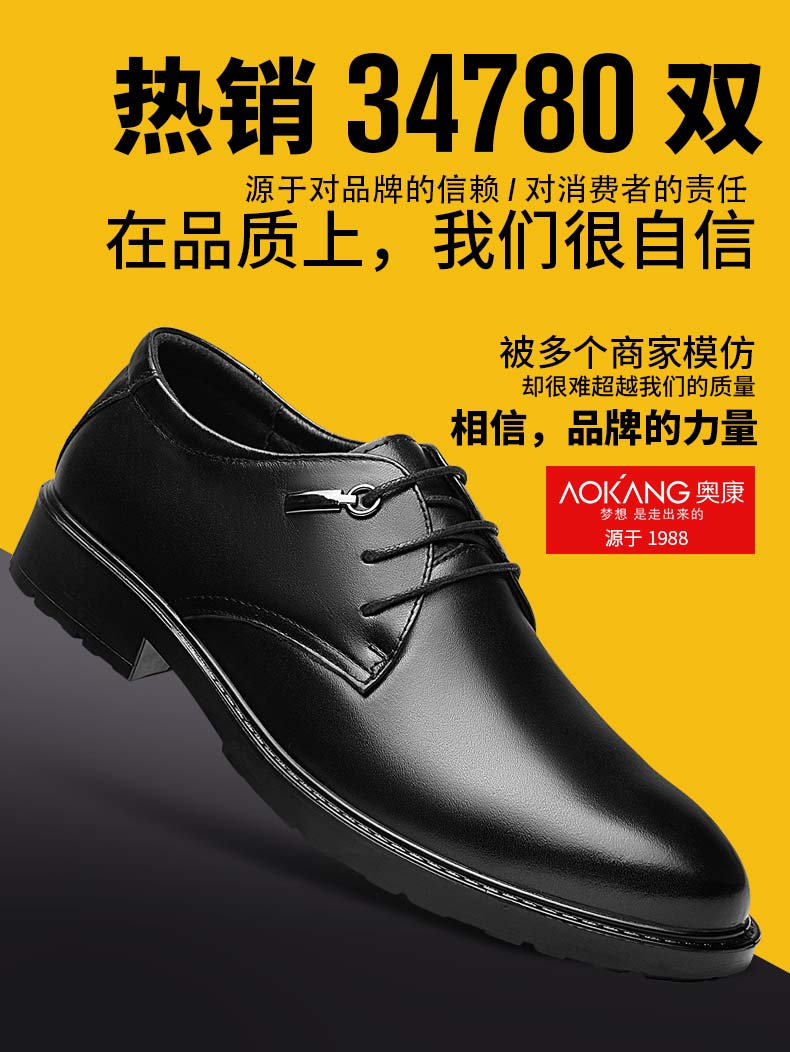 热销 34780 双
源于对品牌的信赖 / 对消费者的责任
在品质上，我们很自信
被多个商家模仿
却很难超越我们的质量
相信，品牌的力量
AOKANG 奥康
梦想 是走出来的
源于 1988